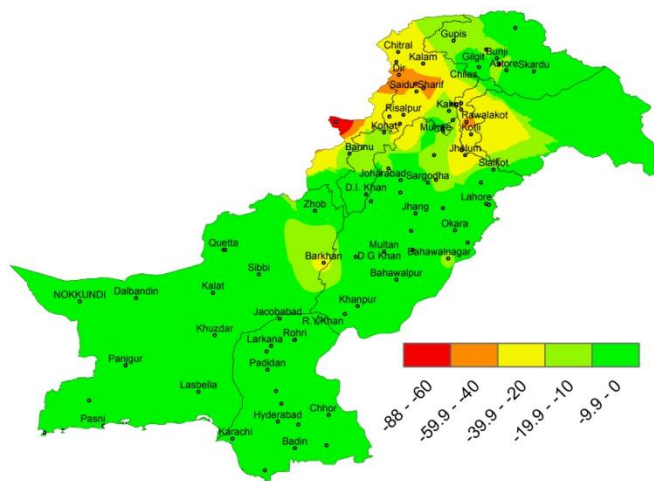 Gupis
Chitral
Kalam
Bunji
Gilgit
Astore
Skardu
Dir
Chilas
Saidu Sharif
Risalpur
Kakul
Rawalakot
Kohat
Murree
Kotli
Bannu
Jhelum
Sialkot
Joharabad
Sargodha
D.I. Khan
Zhob
Jhang
Lahore
Okara
Quetta
Multan
Barkhan
D G Khan
Bahawalnagar
Sibbi
Bahawalpur
NOKKUNDI
Dalbandin
Kalat
Khanpur
Jacobabad
R.Y.Khan
Khuzdar
Rohri
Larkana
Panjgur
Padidan
Lasbella
Pasni
Hyderabad
Chhor
Karachi
Badin
-88 - -60
-59.9 - -40
-39.9 - -20
-19.9 - -10
-9.9 - 0